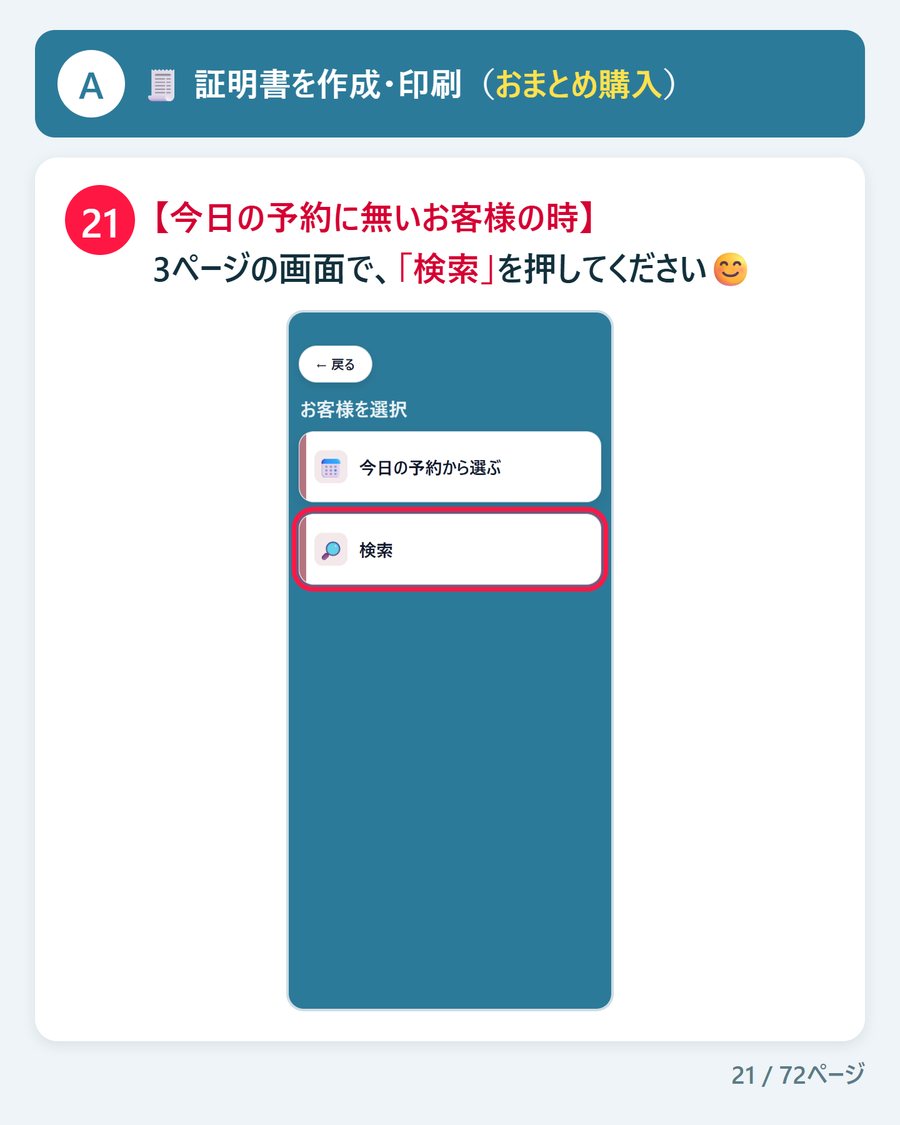 A 🧾 証明書を作成・印刷（おまとめ購入）
21 【今日の予約に無いお客様の時】
3ページの画面で、「検索」を押してください😊
← 戻る
お客様を選択
今日の予約から選ぶ
検索
21 / 72ページ